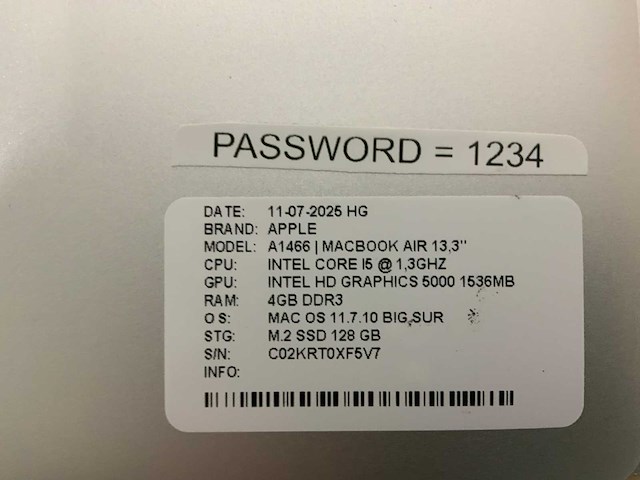 PASSWORD = 1234
DATE: 11-07-2025 HG
BRAND: APPLE
MODEL: A1466 | MACBOOK AIR 13,3''
CPU: INTEL CORE I5 @ 1,3GHZ
GPU: INTEL HD GRAPHICS 5000 1536MB
RAM: 4GB DDR3
OS: MAC OS 11.7.10 BIG SUR
STG: M.2 SSD 128 GB
S/N: C02KRT0XF5V7
INFO: